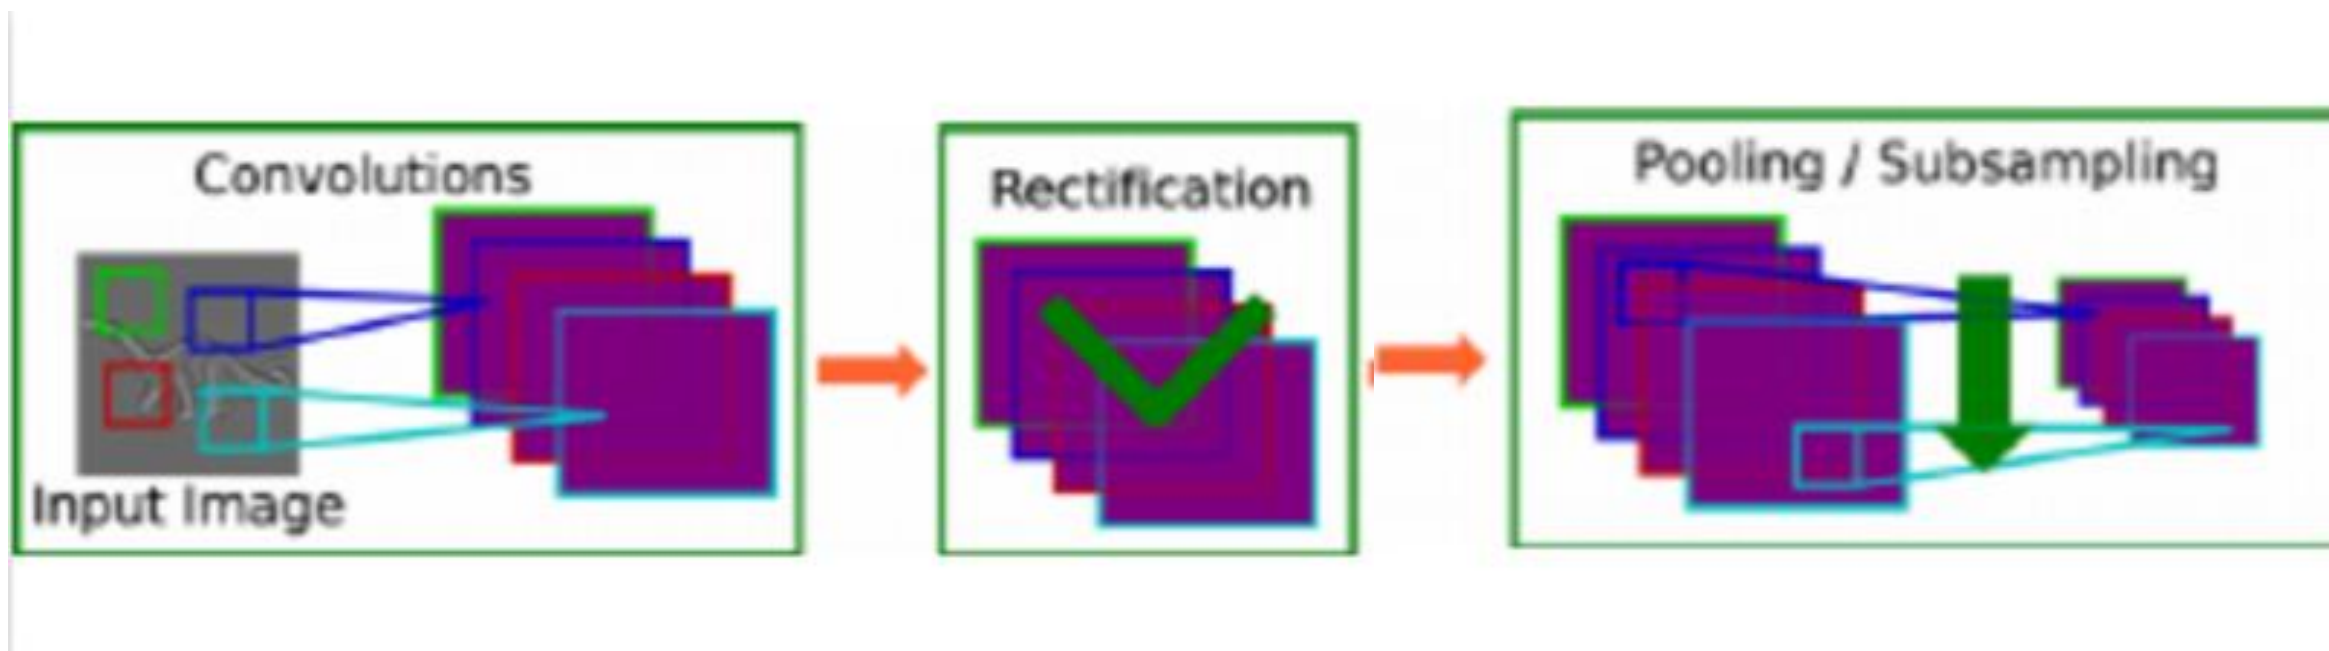 Convolutions
Input Image
Rectification
Pooling / Subsampling